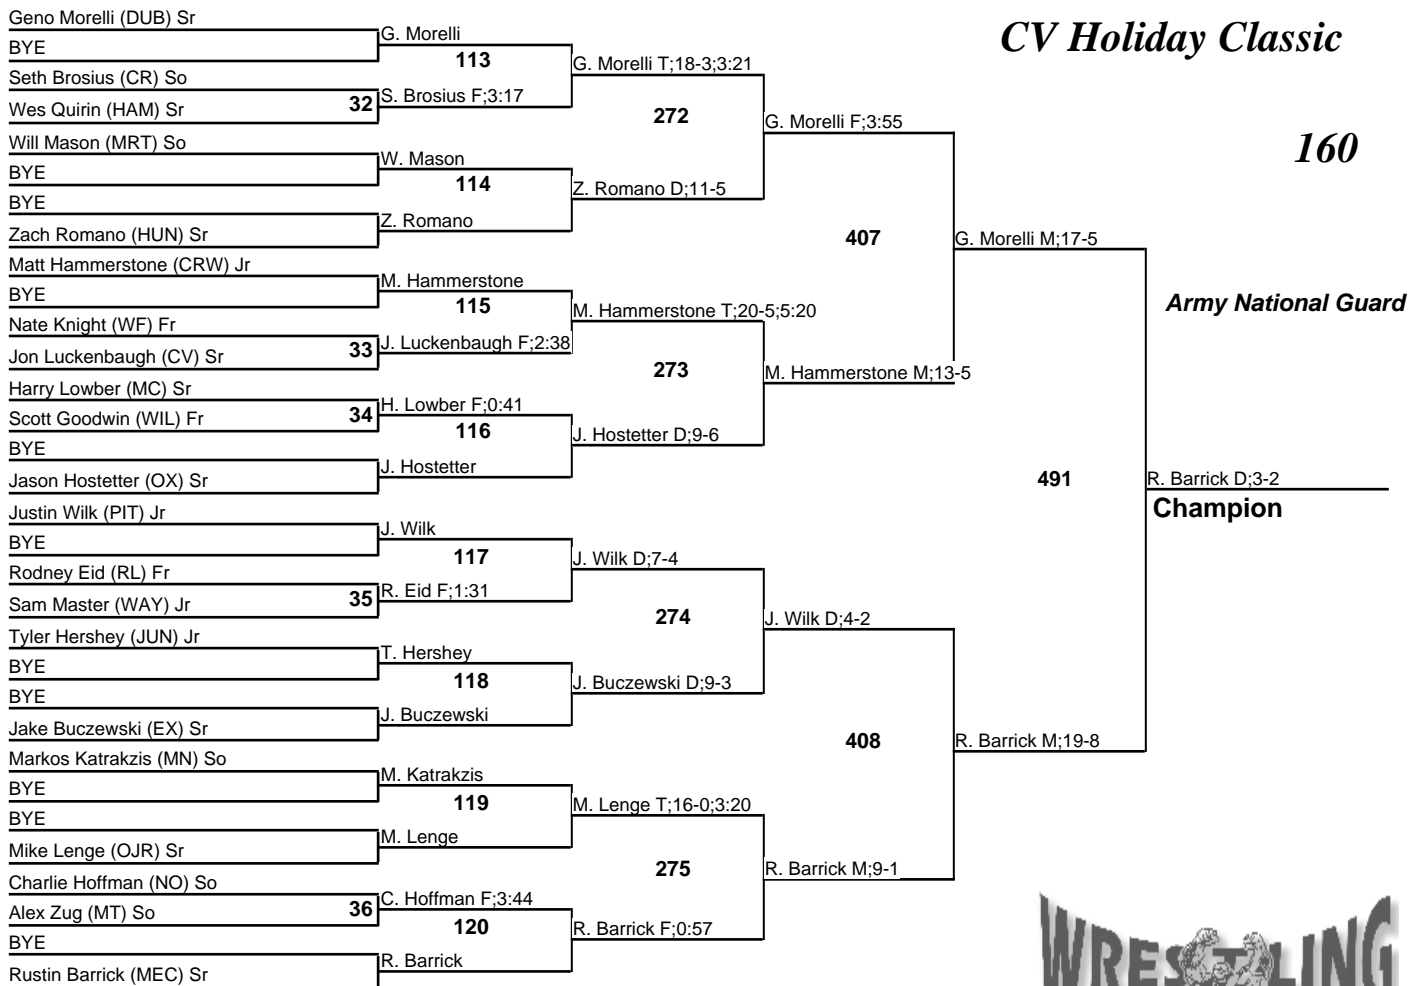 CV Holiday Classic
160
Army National Guard
Geno Morelli (DUB) Sr
BYE
Seth Brosius (CR) So
Wes Quirin (HAM) Sr
Will Mason (MRT) So
BYE
BYE
Zach Romano (HUN) Sr
Matt Hammerstone (CRW) Jr
BYE
Nate Knight (WF) Fr
Jon Luckenbaugh (CV) Sr
Harry Lowber (MC) Sr
Scott Goodwin (WIL) Fr
BYE
Jason Hostetter (OX) Sr
Justin Wilk (PIT) Jr
BYE
Rodney Eid (RL) Fr
Sam Master (WAY) Jr
Tyler Hershey (JUN) Jr
BYE
BYE
Jake Buczewski (EX) Sr
Markos Katrakzis (MN) So
BYE
BYE
Mike Lenge (OJR) Sr
Charlie Hoffman (NO) So
Alex Zug (MT) So
BYE
Rustin Barrick (MEC) Sr
32
33
34
35
36
G. Morelli
113
S. Brosius F;3:17
W. Mason
114
Z. Romano
M. Hammerstone
115
J. Luckenbaugh F;2:38
H. Lowber F;0:41
116
J. Hostetter
J. Wilk
117
R. Eid F;1:31
T. Hershey
118
J. Buczewski
M. Katrakzis
119
M. Lenge
C. Hoffman F;3:44
120
R. Barrick
G. Morelli T;18-3;3:21
272
Z. Romano D;11-5
M. Hammerstone T;20-5;5:20
273
J. Hostetter D;9-6
J. Wilk D;7-4
274
J. Buczewski D;9-3
M. Lenge T;16-0;3:20
275
R. Barrick F;0:57
G. Morelli F;3:55
407
M. Hammerstone M;13-5
J. Wilk D;4-2
408
R. Barrick M;9-1
G. Morelli M;17-5
491
R. Barrick M;19-8
R. Barrick D;3-2
Champion
WRESTLING